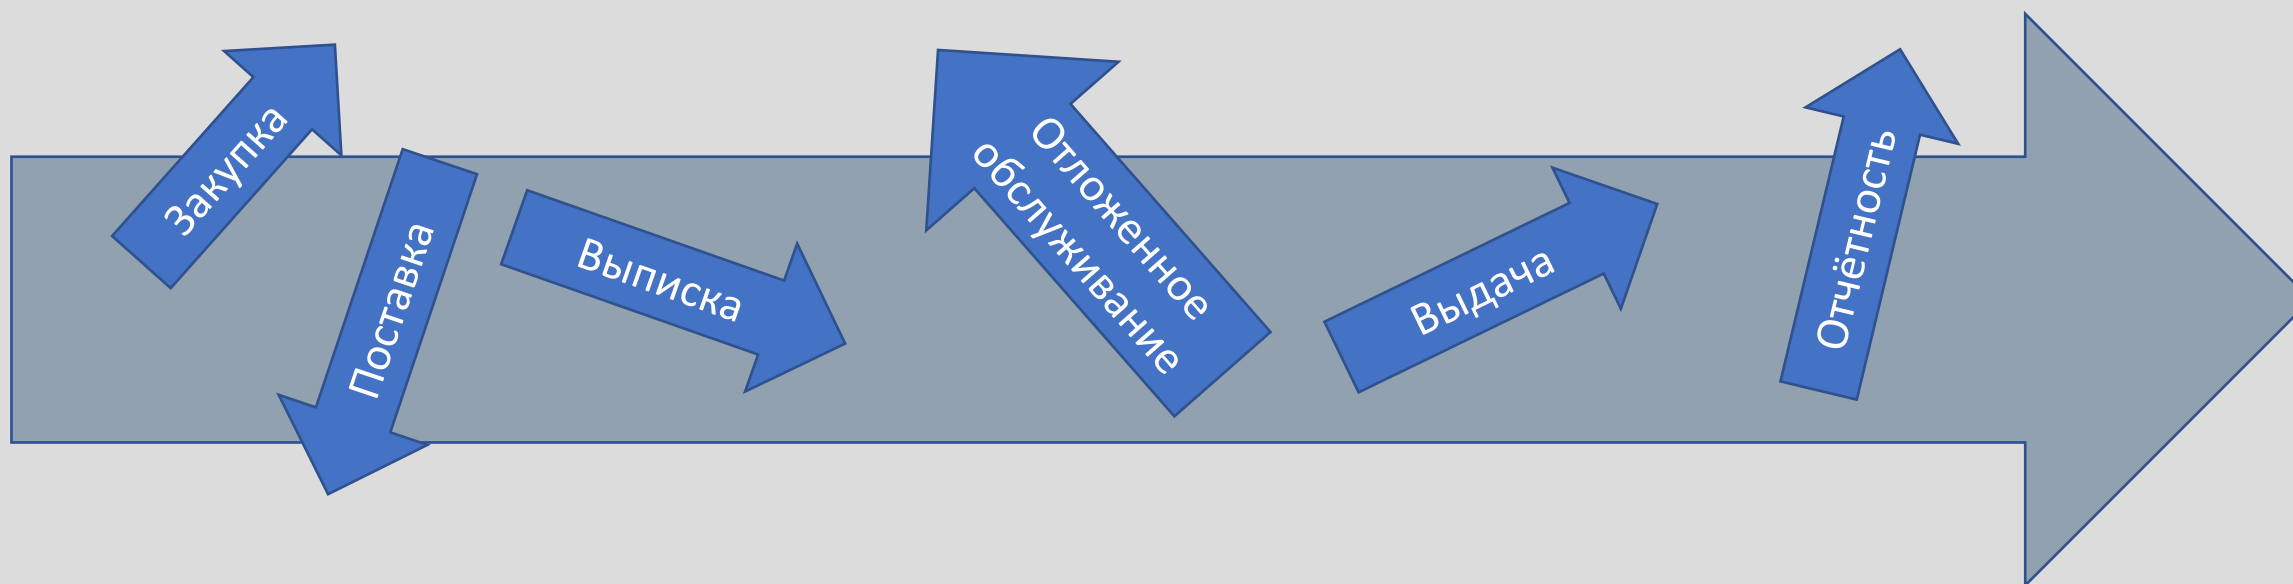 Закупка
Поставка
Выписка
Отложенное
обслуживание
Выдача
Отчётность